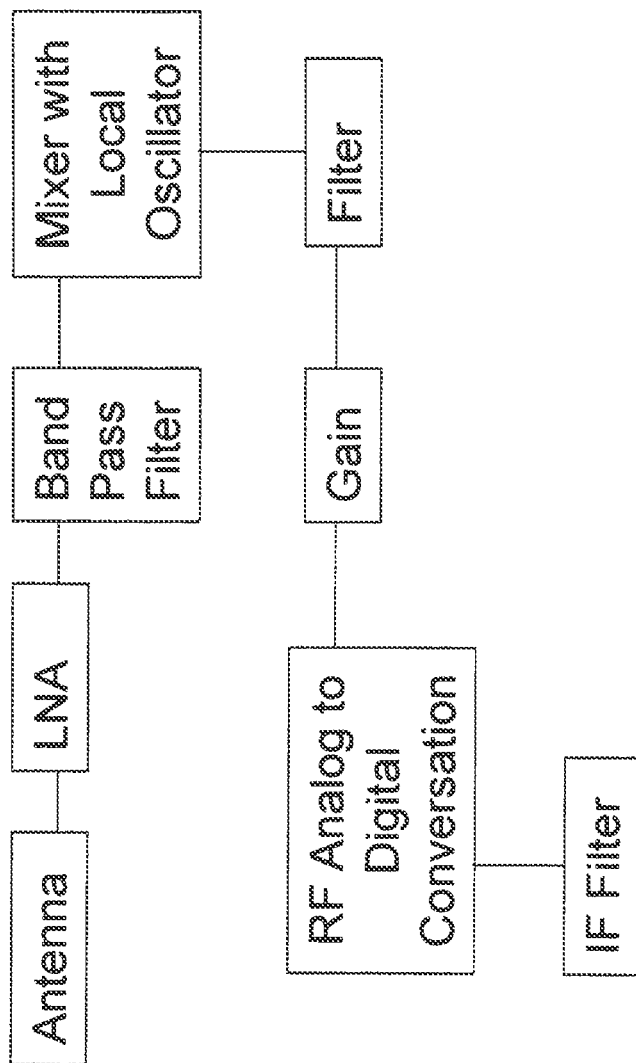 Antenna
LNA
Band
Pass
Filter
Mixer with
Local
Oscillator
Filter
Gain
RF Analog to
Digital
Conversation
IF Filter